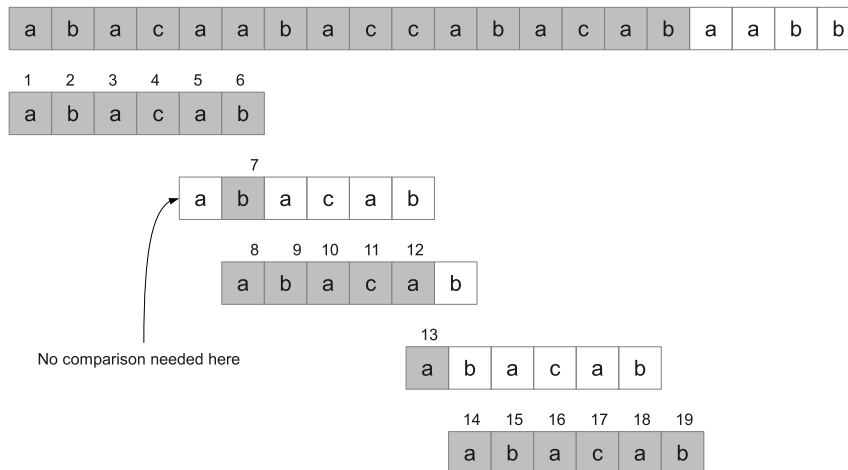 a b a c a a b a c c a b a c a b a a b b
1 2 3 4 5 6
a b a c a b
7
a b a c a b
8 9 10 11 12
a b a c a b
13
No comparison needed here
a b a c a b
14 15 16 17 18 19
a b a c a b